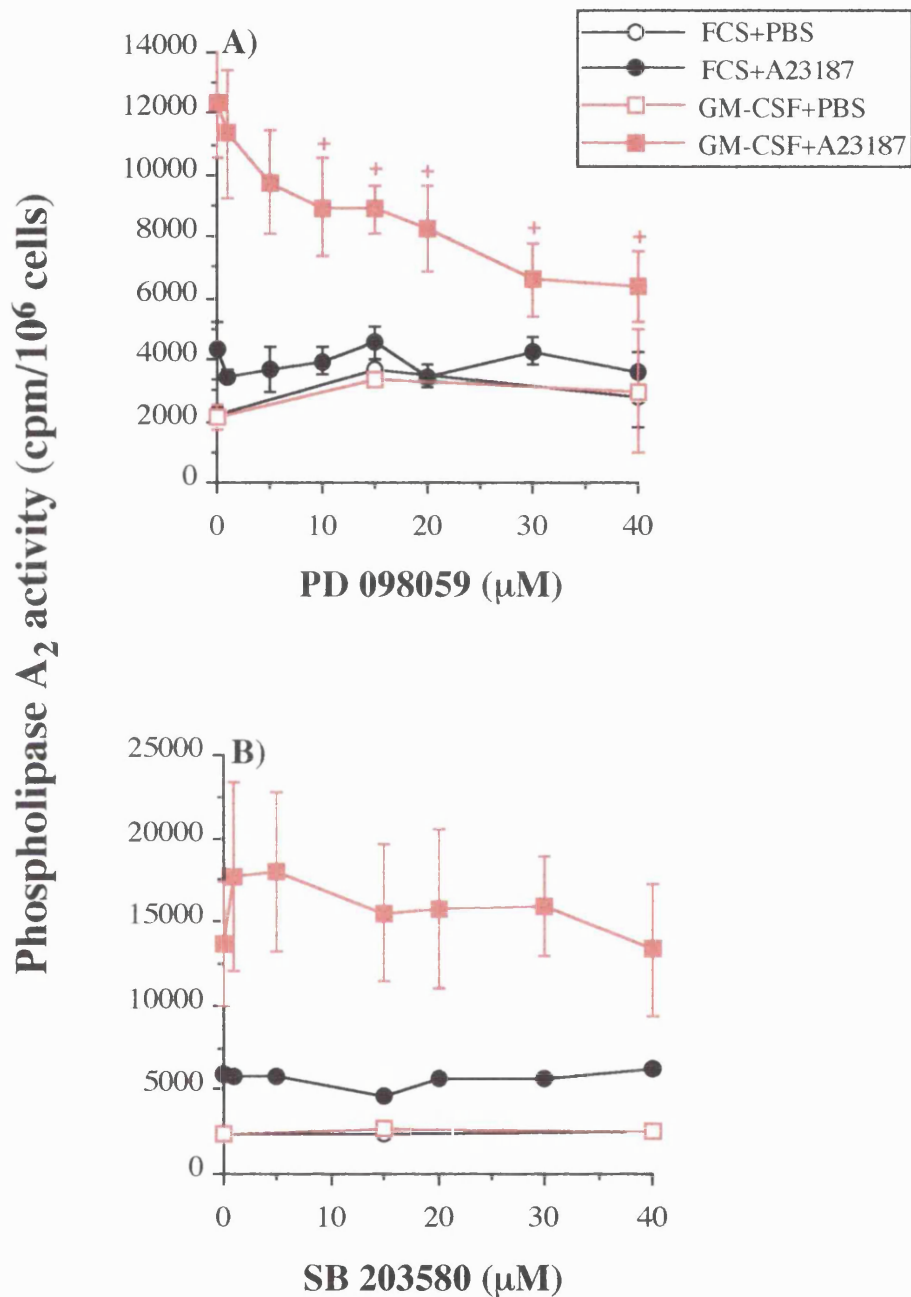 FCS+PBS
FCS+A23187
GM-CSF+PBS
GM-CSF+A23187
Phospholipase A2 activity (cpm/10⁶ cells)
A)
14000
12000
10000
8000
6000
4000
2000
0
+ + + + +
0 10 20 30 40
PD 098059 (μM)
B)
25000
20000
15000
10000
5000
0
0 10 20 30 40
SB 203580 (μM)